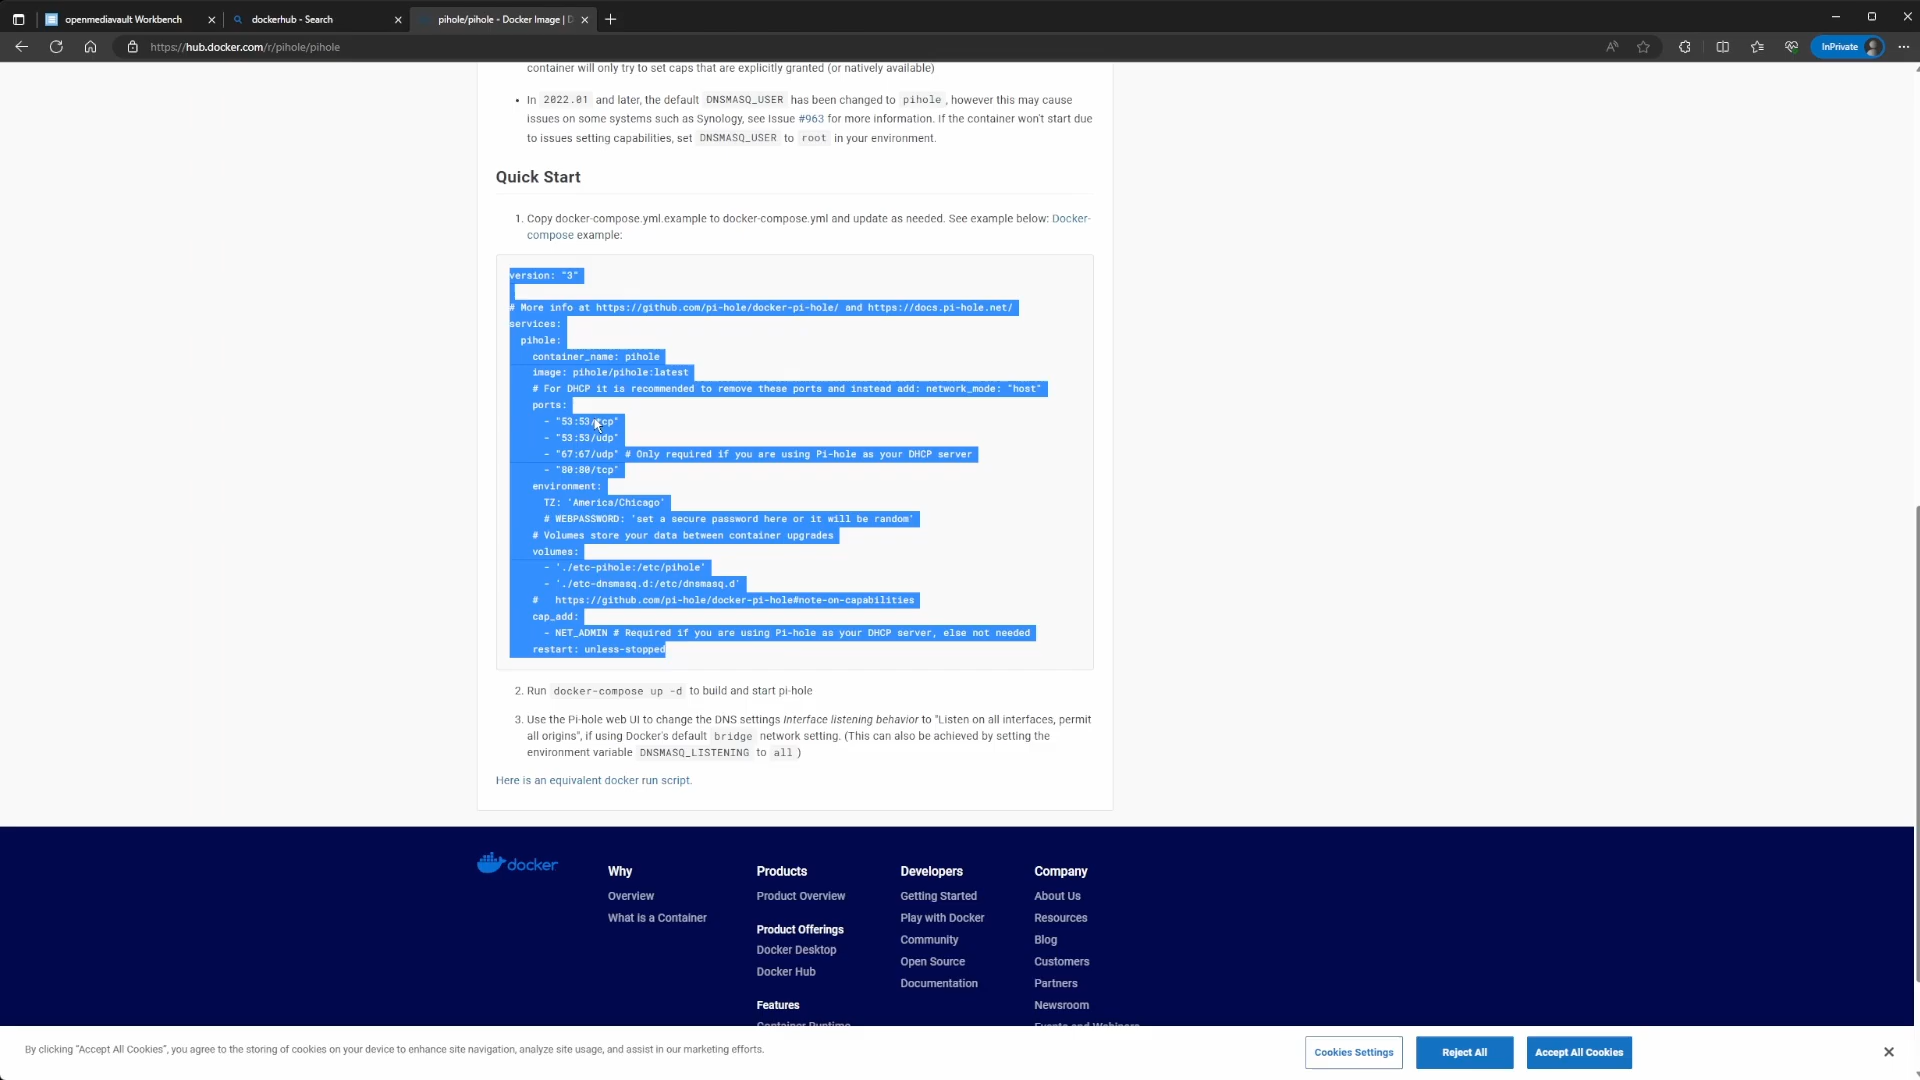 openmediavault Workbench
dockerhub - Search
pihole/pihole - Docker Image | D
https://hub.docker.com/r/pihole/pihole
InPrivate
container will only try to set caps that are explicitly granted (or natively available)
• In 2022.01 and later, the default DNSMASQ_USER has been changed to pihole, however this may cause
issues on some systems such as Synology, see Issue #963 for more information. If the container won't start due
to issues setting capabilities, set DNSMASQ_USER to root in your environment.
Quick Start
1. Copy docker-compose.yml.example to docker-compose.yml and update as needed. See example below: Docker-
compose example:
version: "3"
# More info at https://github.com/pi-hole/docker-pi-hole/ and https://docs.pi-hole.net/
services:
pihole:
container_name: pihole
image: pihole/pihole:latest
# For DHCP it is recommended to remove these ports and instead add: network_mode: "host"
ports:
- "53:53/tcp"
- "53:53/udp"
- "67:67/udp" # Only required if you are using Pi-hole as your DHCP server
- "80:80/tcp"
environment:
TZ: 'America/Chicago'
# WEBPASSWORD: 'set a secure password here or it will be random'
# Volumes store your data between container upgrades
volumes:
- './etc-pihole:/etc/pihole'
- './etc-dnsmasq.d:/etc/dnsmasq.d'
# https://github.com/pi-hole/docker-pi-hole#note-on-capabilities
cap_add:
- NET_ADMIN # Required if you are using Pi-hole as your DHCP server, else not needed
restart: unless-stopped
2. Run docker-compose up -d to build and start pi-hole
3. Use the Pi-hole web UI to change the DNS settings Interface listening behavior to "Listen on all interfaces, permit
all origins", if using Docker's default bridge network setting. (This can also be achieved by setting the
environment variable DNSMASQ_LISTENING to all )
Here is an equivalent docker run script.
docker
Why
Overview
What is a Container
Products
Product Overview
Product Offerings
Docker Desktop
Docker Hub
Features
Container Runtime
Developers
Getting Started
Play with Docker
Community
Open Source
Documentation
Company
About Us
Resources
Blog
Customers
Partners
Newsroom
Events and Webinars
By clicking "Accept All Cookies", you agree to the storing of cookies on your device to enhance site navigation, analyze site usage, and assist in our marketing efforts.
Cookies Settings
Reject All
Accept All Cookies